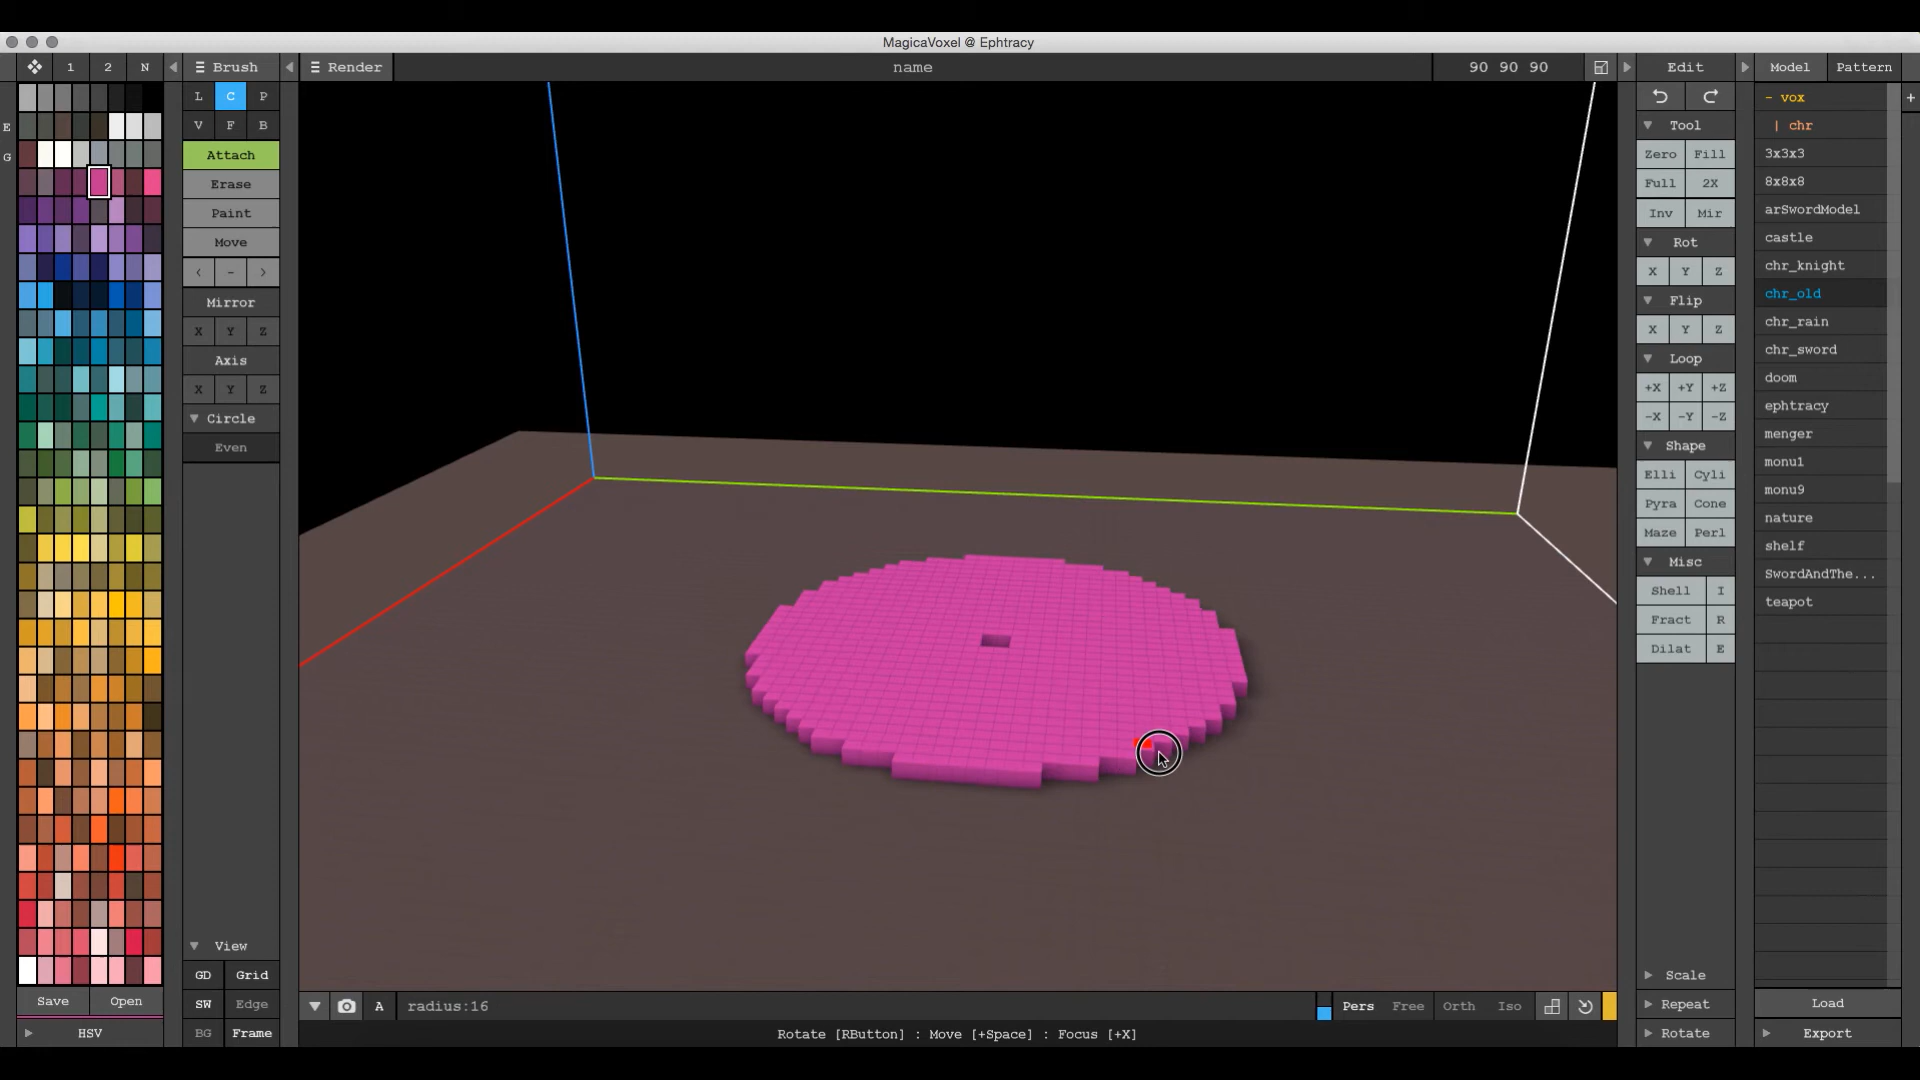 MagicaVoxel @ Ephtracy
1 2 N
Brush
Render
name
90 90 90
Edit
Model Pattern
L C P
V F B
Attach
Erase
Paint
Move
< - >
Mirror
X Y Z
Axis
X Y Z
Circle
Even
View
GD Grid
SW Edge
BG Frame
E
G
Save Open
HSV
A radius:16
Pers Free Orth Iso
Rotate [RButton] : Move [+Space] : Focus [+X]
Tool
Zero Fill
Full 2X
Inv Mir
Rot
X Y Z
Flip
X Y Z
Loop
+X +Y +Z
-X -Y -Z
Shape
Elli Cyli
Pyra Cone
Maze Perl
Misc
Shell I
Fract R
Dilat E
Scale
Repeat
Rotate
- vox
| chr
3x3x3
8x8x8
arSwordModel
castle
chr_knight
chr_old
chr_rain
chr_sword
doom
ephtracy
menger
monu1
monu9
nature
shelf
SwordAndThe...
teapot
Load
Export
+